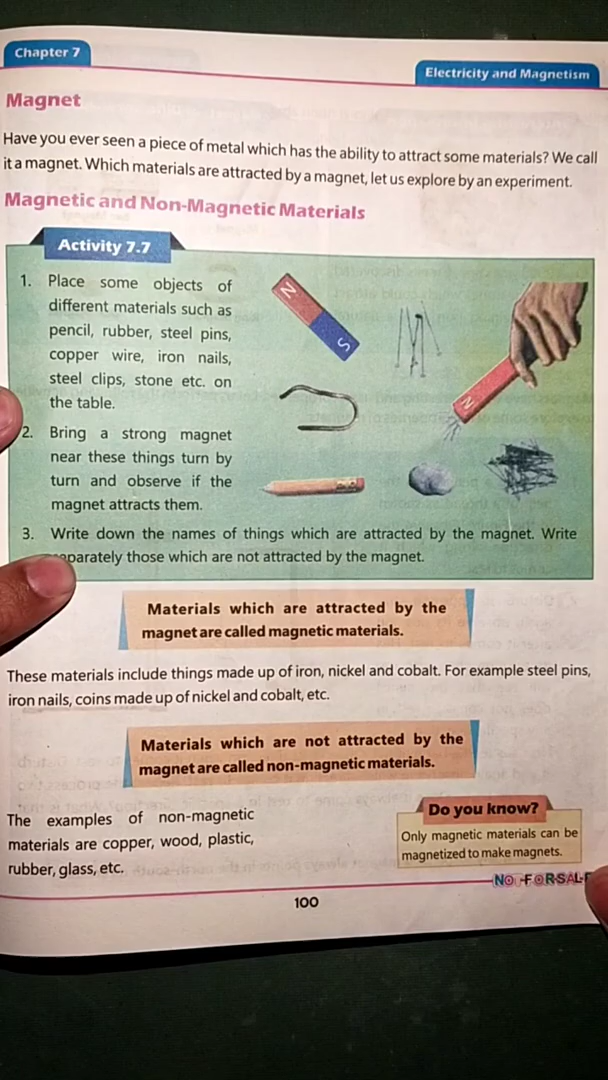 Chapter 7
Electricity and Magnetism
Magnet
Have you ever seen a piece of metal which has the ability to attract some materials? We call
it a magnet. Which materials are attracted by a magnet, let us explore by an experiment.
Magnetic and Non-Magnetic Materials
Activity 7.7
1. Place some objects of
different materials such as
pencil, rubber, steel pins,
copper wire, iron nails,
steel clips, stone etc. on
the table.
2. Bring a strong magnet
near these things turn by
turn and observe if the
magnet attracts them.
3. Write down the names of things which are attracted by the magnet. Write
those which are not attracted by the magnet.
N
S
N
Materials which are attracted by the
magnet are called magnetic materials.
These materials include things made up of iron, nickel and cobalt. For example steel pins,
iron nails, coins made up of nickel and cobalt, etc.
Materials which are not attracted by the
magnet are called non-magnetic materials.
The examples of non-magnetic
materials are copper, wood, plastic,
rubber, glass, etc.
Do you know?
Only magnetic materials can be
magnetized to make magnets.
NOT FOR SALE
100